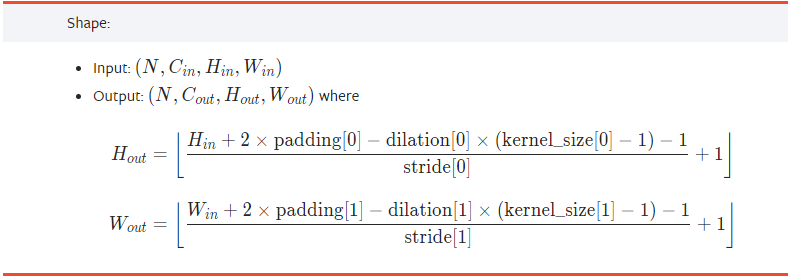 Shape:
• Input: (N, C_in, H_in, W_in)
• Output: (N, C_out, H_out, W_out) where
H_out = ⌊(H_in + 2 × padding[0] − dilation[0] × (kernel_size[0] − 1) − 1) / stride[0] + 1⌋
W_out = ⌊(W_in + 2 × padding[1] − dilation[1] × (kernel_size[1] − 1) − 1) / stride[1] + 1⌋